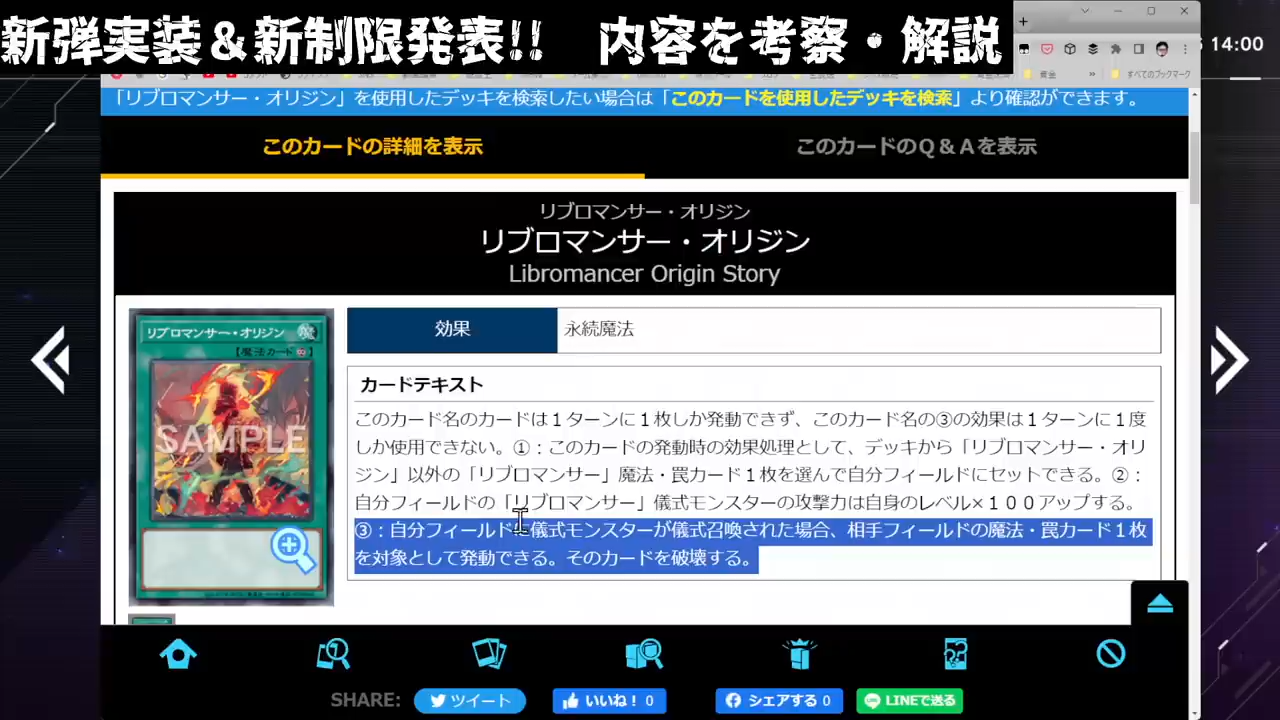 新弾実装＆新制限発表!!　内容を考察・解説
14:00
すべてのブックマーク
「リブロマンサー・オリジン」を使用したデッキを検索したい場合は「このカードを使用したデッキを検索」より確認ができます。
このカードの詳細を表示
このカードのＱ＆Ａを表示
リブロマンサー・オリジン
リブロマンサー・オリジン
Libromancer Origin Story
リブロマンサー・オリジン
【魔法カード
SAMPLE
効果
永続魔法
カードテキスト
このカード名のカードは１ターンに１枚しか発動できず、このカード名の③の効果は１ターンに１度
しか使用できない。①：このカードの発動時の効果処理として、デッキから「リブロマンサー・オリ
ジン」以外の「リブロマンサー」魔法・罠カード１枚を選んで自分フィールドにセットできる。②：
自分フィールドの「リブロマンサー」儀式モンスターの攻撃力は自身のレベル×１００アップする。
③：自分フィールドに儀式モンスターが儀式召喚された場合、相手フィールドの魔法・罠カード１枚
を対象として発動できる。そのカードを破壊する。
SHARE:
ツイート
いいね！ 0
シェアする 0
LINEで送る